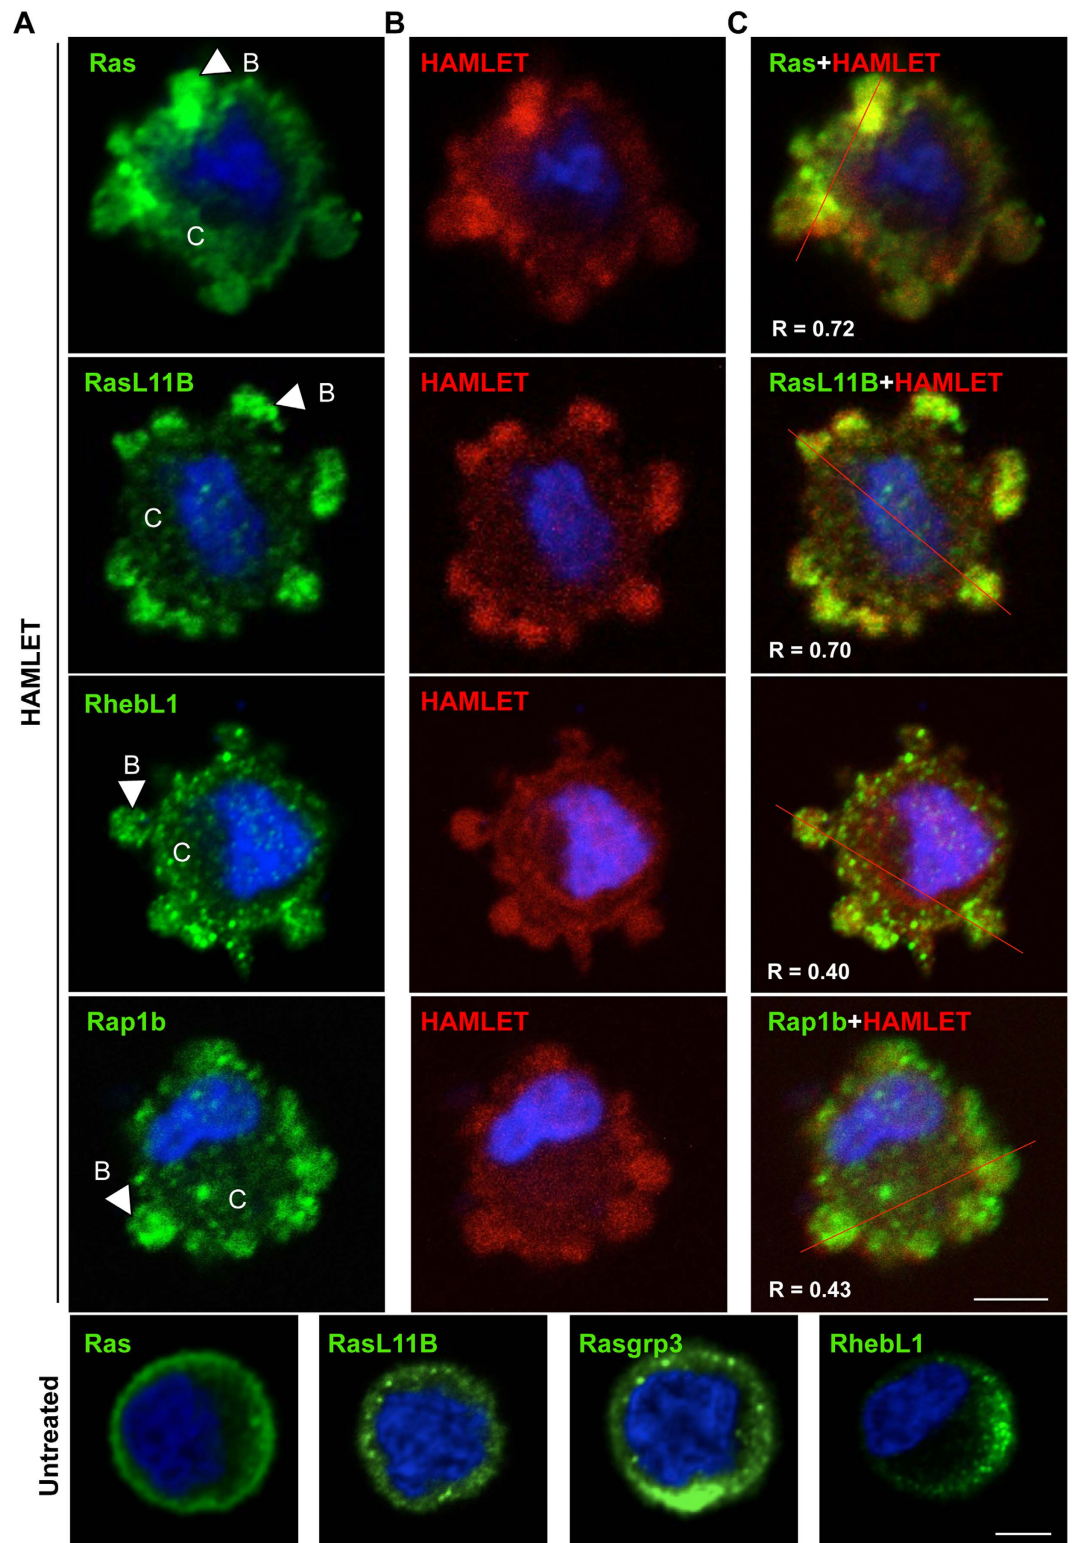 A B C
Ras B HAMLET Ras+HAMLET
C
R = 0.72
RasL11B HAMLET RasL11B+HAMLET
B
C
R = 0.70
RhebL1 HAMLET
B
C
R = 0.40
Rap1b HAMLET Rap1b+HAMLET
B
C
R = 0.43
HAMLET
Ras RasL11B Rasgrp3 RhebL1
Untreated